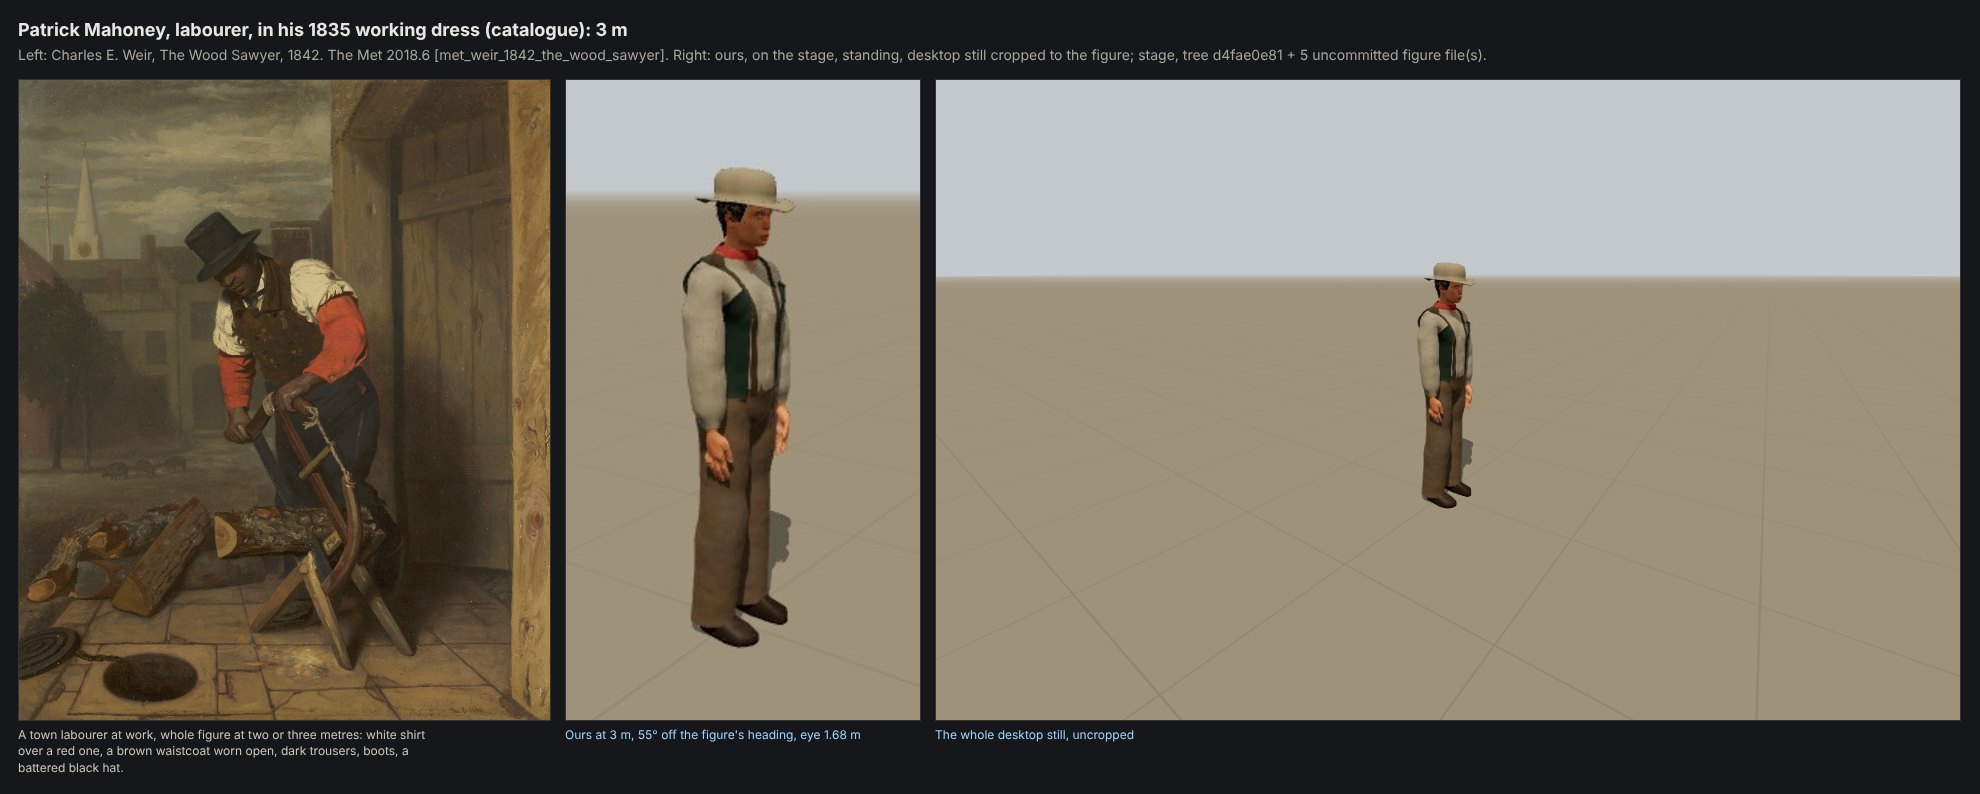 Patrick Mahoney, labourer, in his 1835 working dress (catalogue): 3 m
Left: Charles E. Weir, The Wood Sawyer, 1842. The Met 2018.6 [met_weir_1842_the_wood_sawyer]. Right: ours, on the stage, standing, desktop still cropped to the figure; stage, tree d4fae0e81 + 5 uncommitted figure file(s).
A town labourer at work, whole figure at two or three metres: white shirt
over a red one, a brown waistcoat worn open, dark trousers, boots, a
battered black hat.
Ours at 3 m, 55° off the figure's heading, eye 1.68 m
The whole desktop still, uncropped